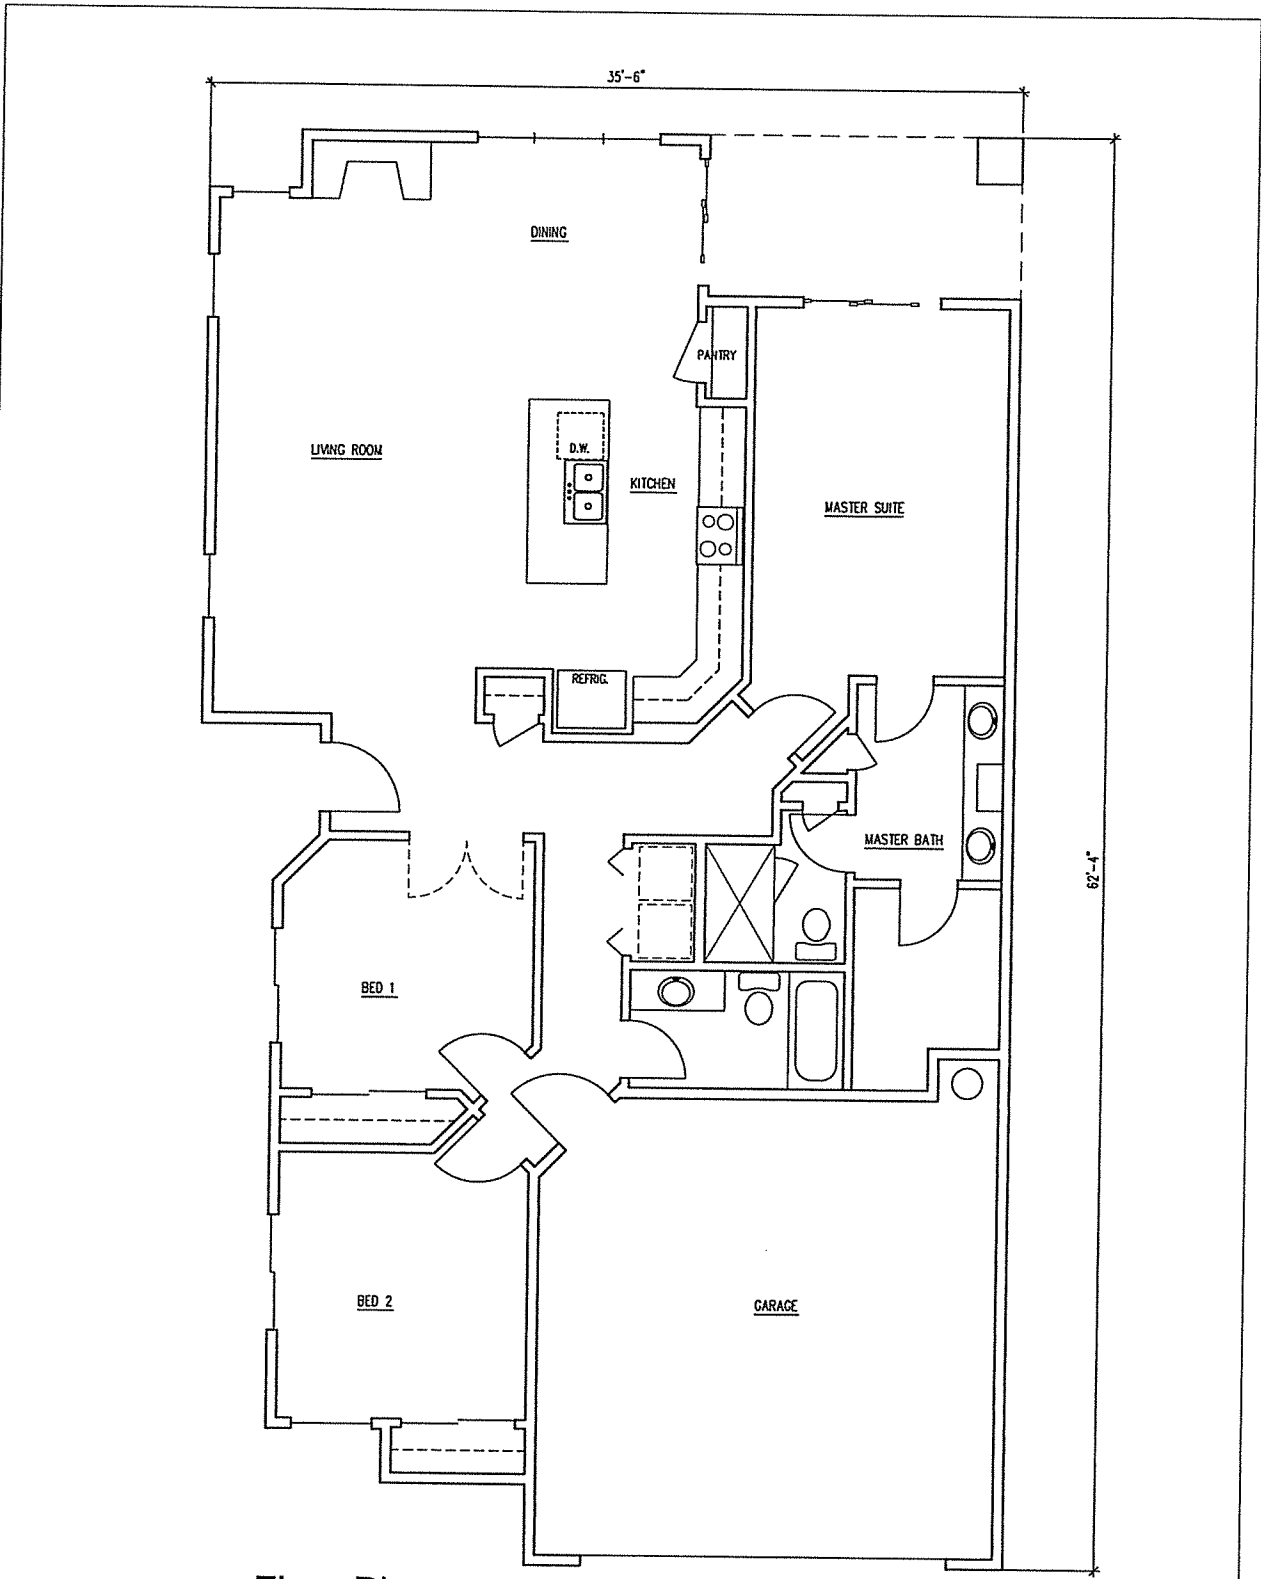 35'-6"
DINING
PANTRY
LIVING ROOM
D.W.
KITCHEN
MASTER SUITE
REFRIG.
MASTER BATH
62'-4"
BED 1
BED 2
GARAGE